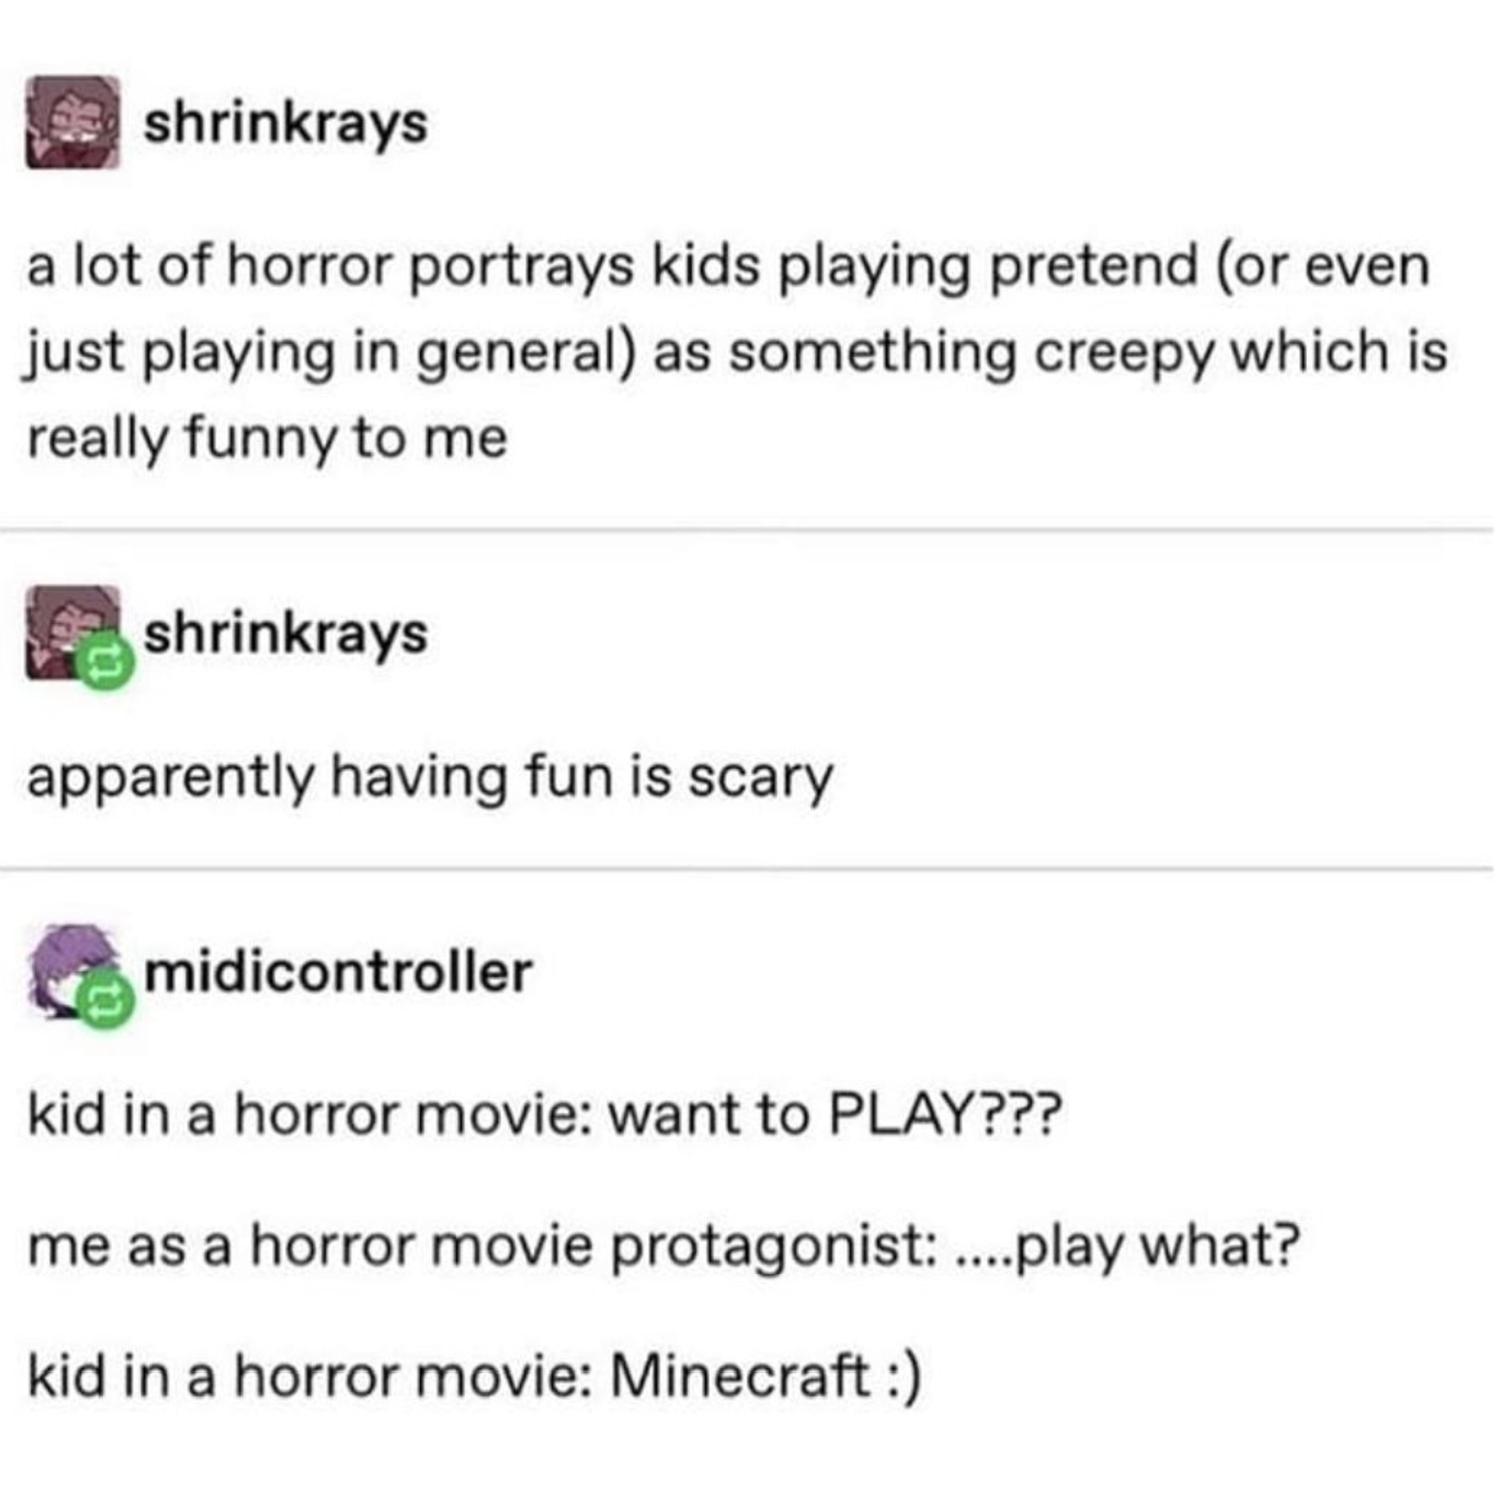 shrinkrays
a lot of horror portrays kids playing pretend (or even
just playing in general) as something creepy which is
really funny to me
shrinkrays
apparently having fun is scary
midicontroller
kid in a horror movie: want to PLAY???
me as a horror movie protagonist: ....play what?
kid in a horror movie: Minecraft :)